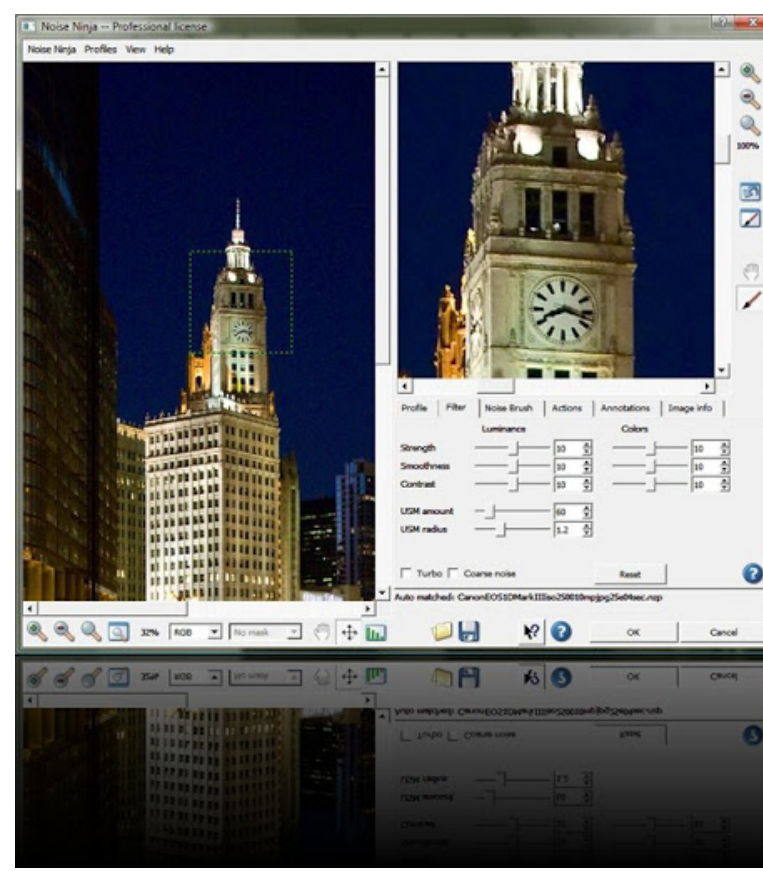 Noise Ninja -- Professional license
Noise Ninja Profiles View Help
100%
Profile Filter Noise Brush Actions Annotations Image info
Luminance Colors
Strength 10 10
Smoothness 10 10
Contrast 10 10
USM amount 60
USM radius 1.2
Turbo Coarse noise Reset
Auto matched: CanonEOS1DMarkIIIiso250010mpjpg25e04sec.nsp
32% RGB No mask OK Cancel